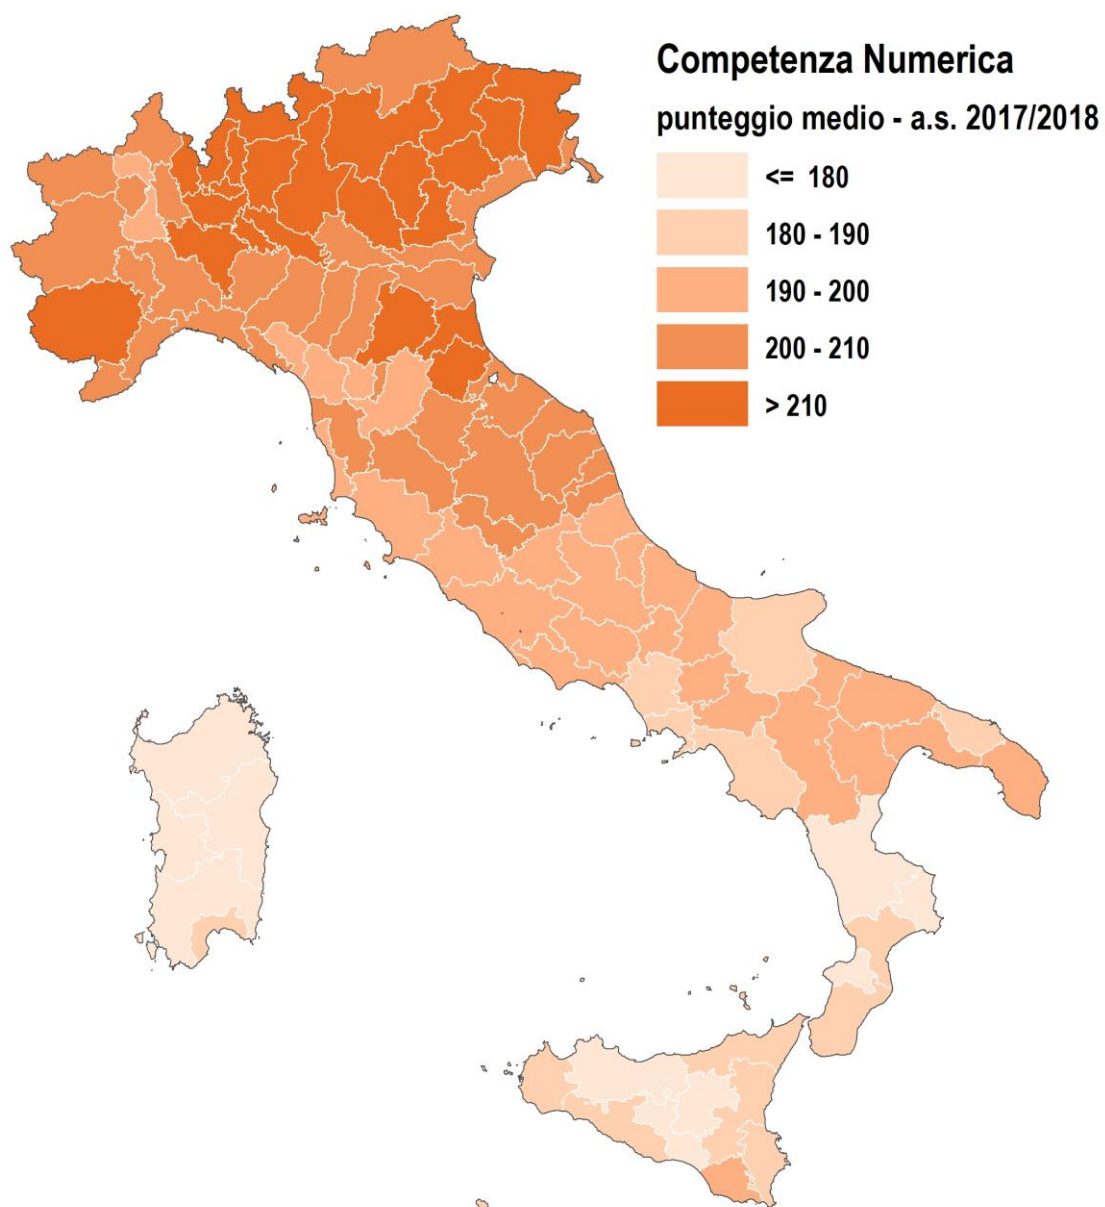 Competenza Numerica
punteggio medio - a.s. 2017/2018
<= 180
180 - 190
190 - 200
200 - 210
> 210